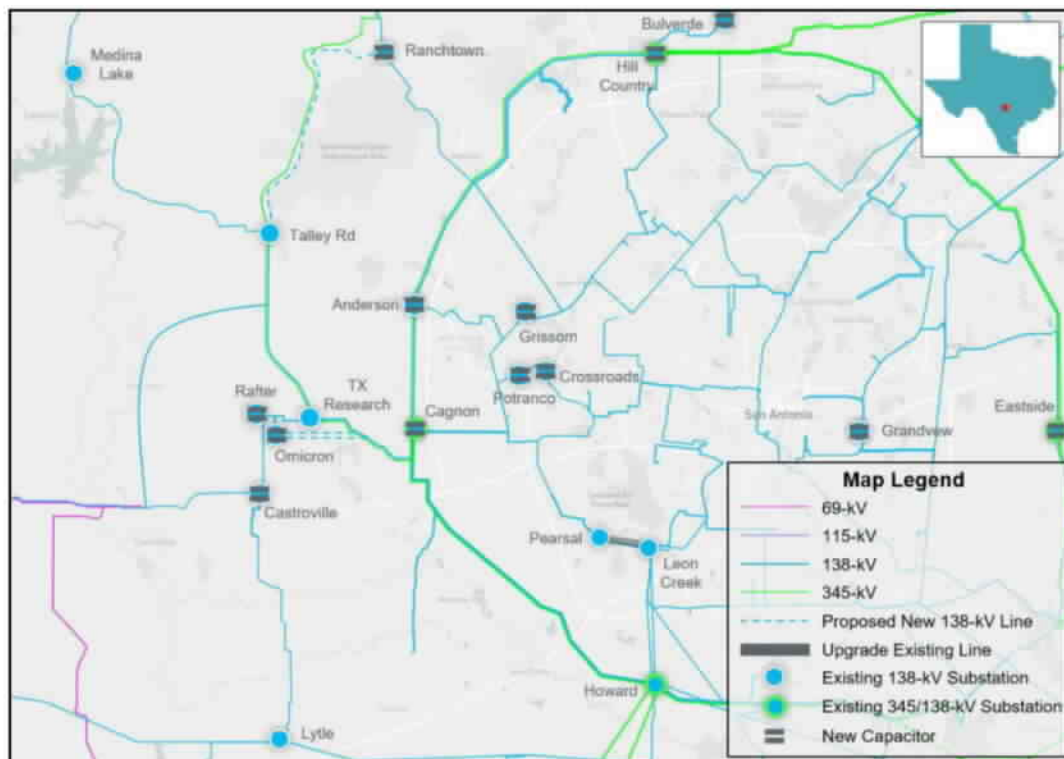 Bulverde
Medina
Lake
Ranchtown
Hill
Country
Talley Rd
Anderson
Grissom
Crossroads
Potranco
Rafter
TX
Research
Cagnon
San Antonio
Grandvew
Eastside
Omicron
Castroville
Pearsal
Leon
Creek
Howard
Lytle
Map Legend
69-kV
115-kV
138-kV
345-kV
Proposed New 138-kV Line
Upgrade Existing Line
Existing 138-kV Substation
Existing 345/138-kV Substation
New Capacitor